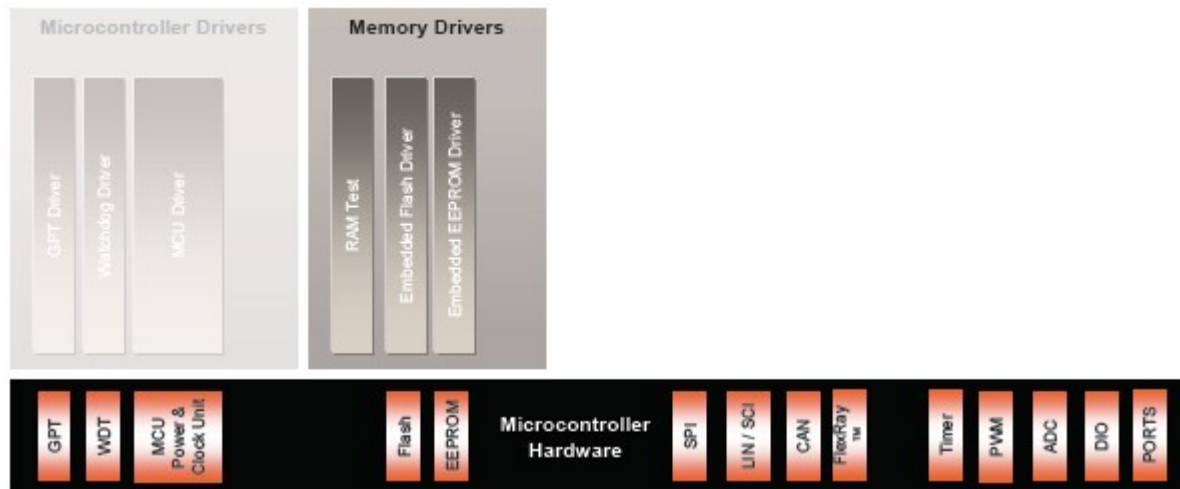 Microcontroller Drivers
Memory Drivers
GPT Driver
Watchdog Driver
MCU Driver
RAM Test
Embedded Flash Driver
Embedded EEPROM Driver
GPT
WDT
MCU
Power &
Clock Unit
Flash
EEPROM
Microcontroller
Hardware
SPI
LIN / SCI
CAN
FlexRay
™
Timer
PWM
ADC
DIO
PORTS